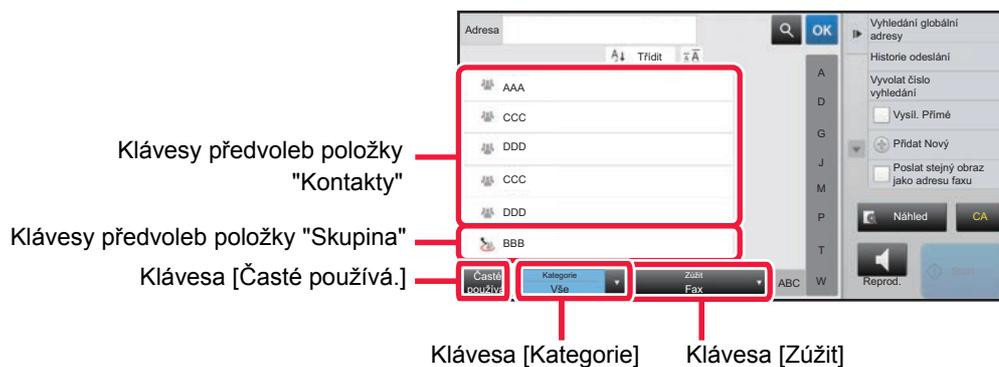 Adresa
OK
Třídit
AAA
CCC
DDD
CCC
DDD
BBB
Časté
používá
Kategorie
Vše
Zúžit
Fax
ABC
A
D
G
J
M
P
T
W
Vyhledání globální
adresy
Historie odeslání
Vyvolat číslo
vyhledání
Vysil. Přímé
Přidat Nový
Poslat stejný obraz
jako adresu faxu
Náhled
CA
Reprod.
Start
Klávesy předvoleb položky
"Kontakty"
Klávesy předvoleb položky "Skupina"
Klávesa [Časté používá.]
Klávesa [Kategorie]
Klávesa [Zúžit]